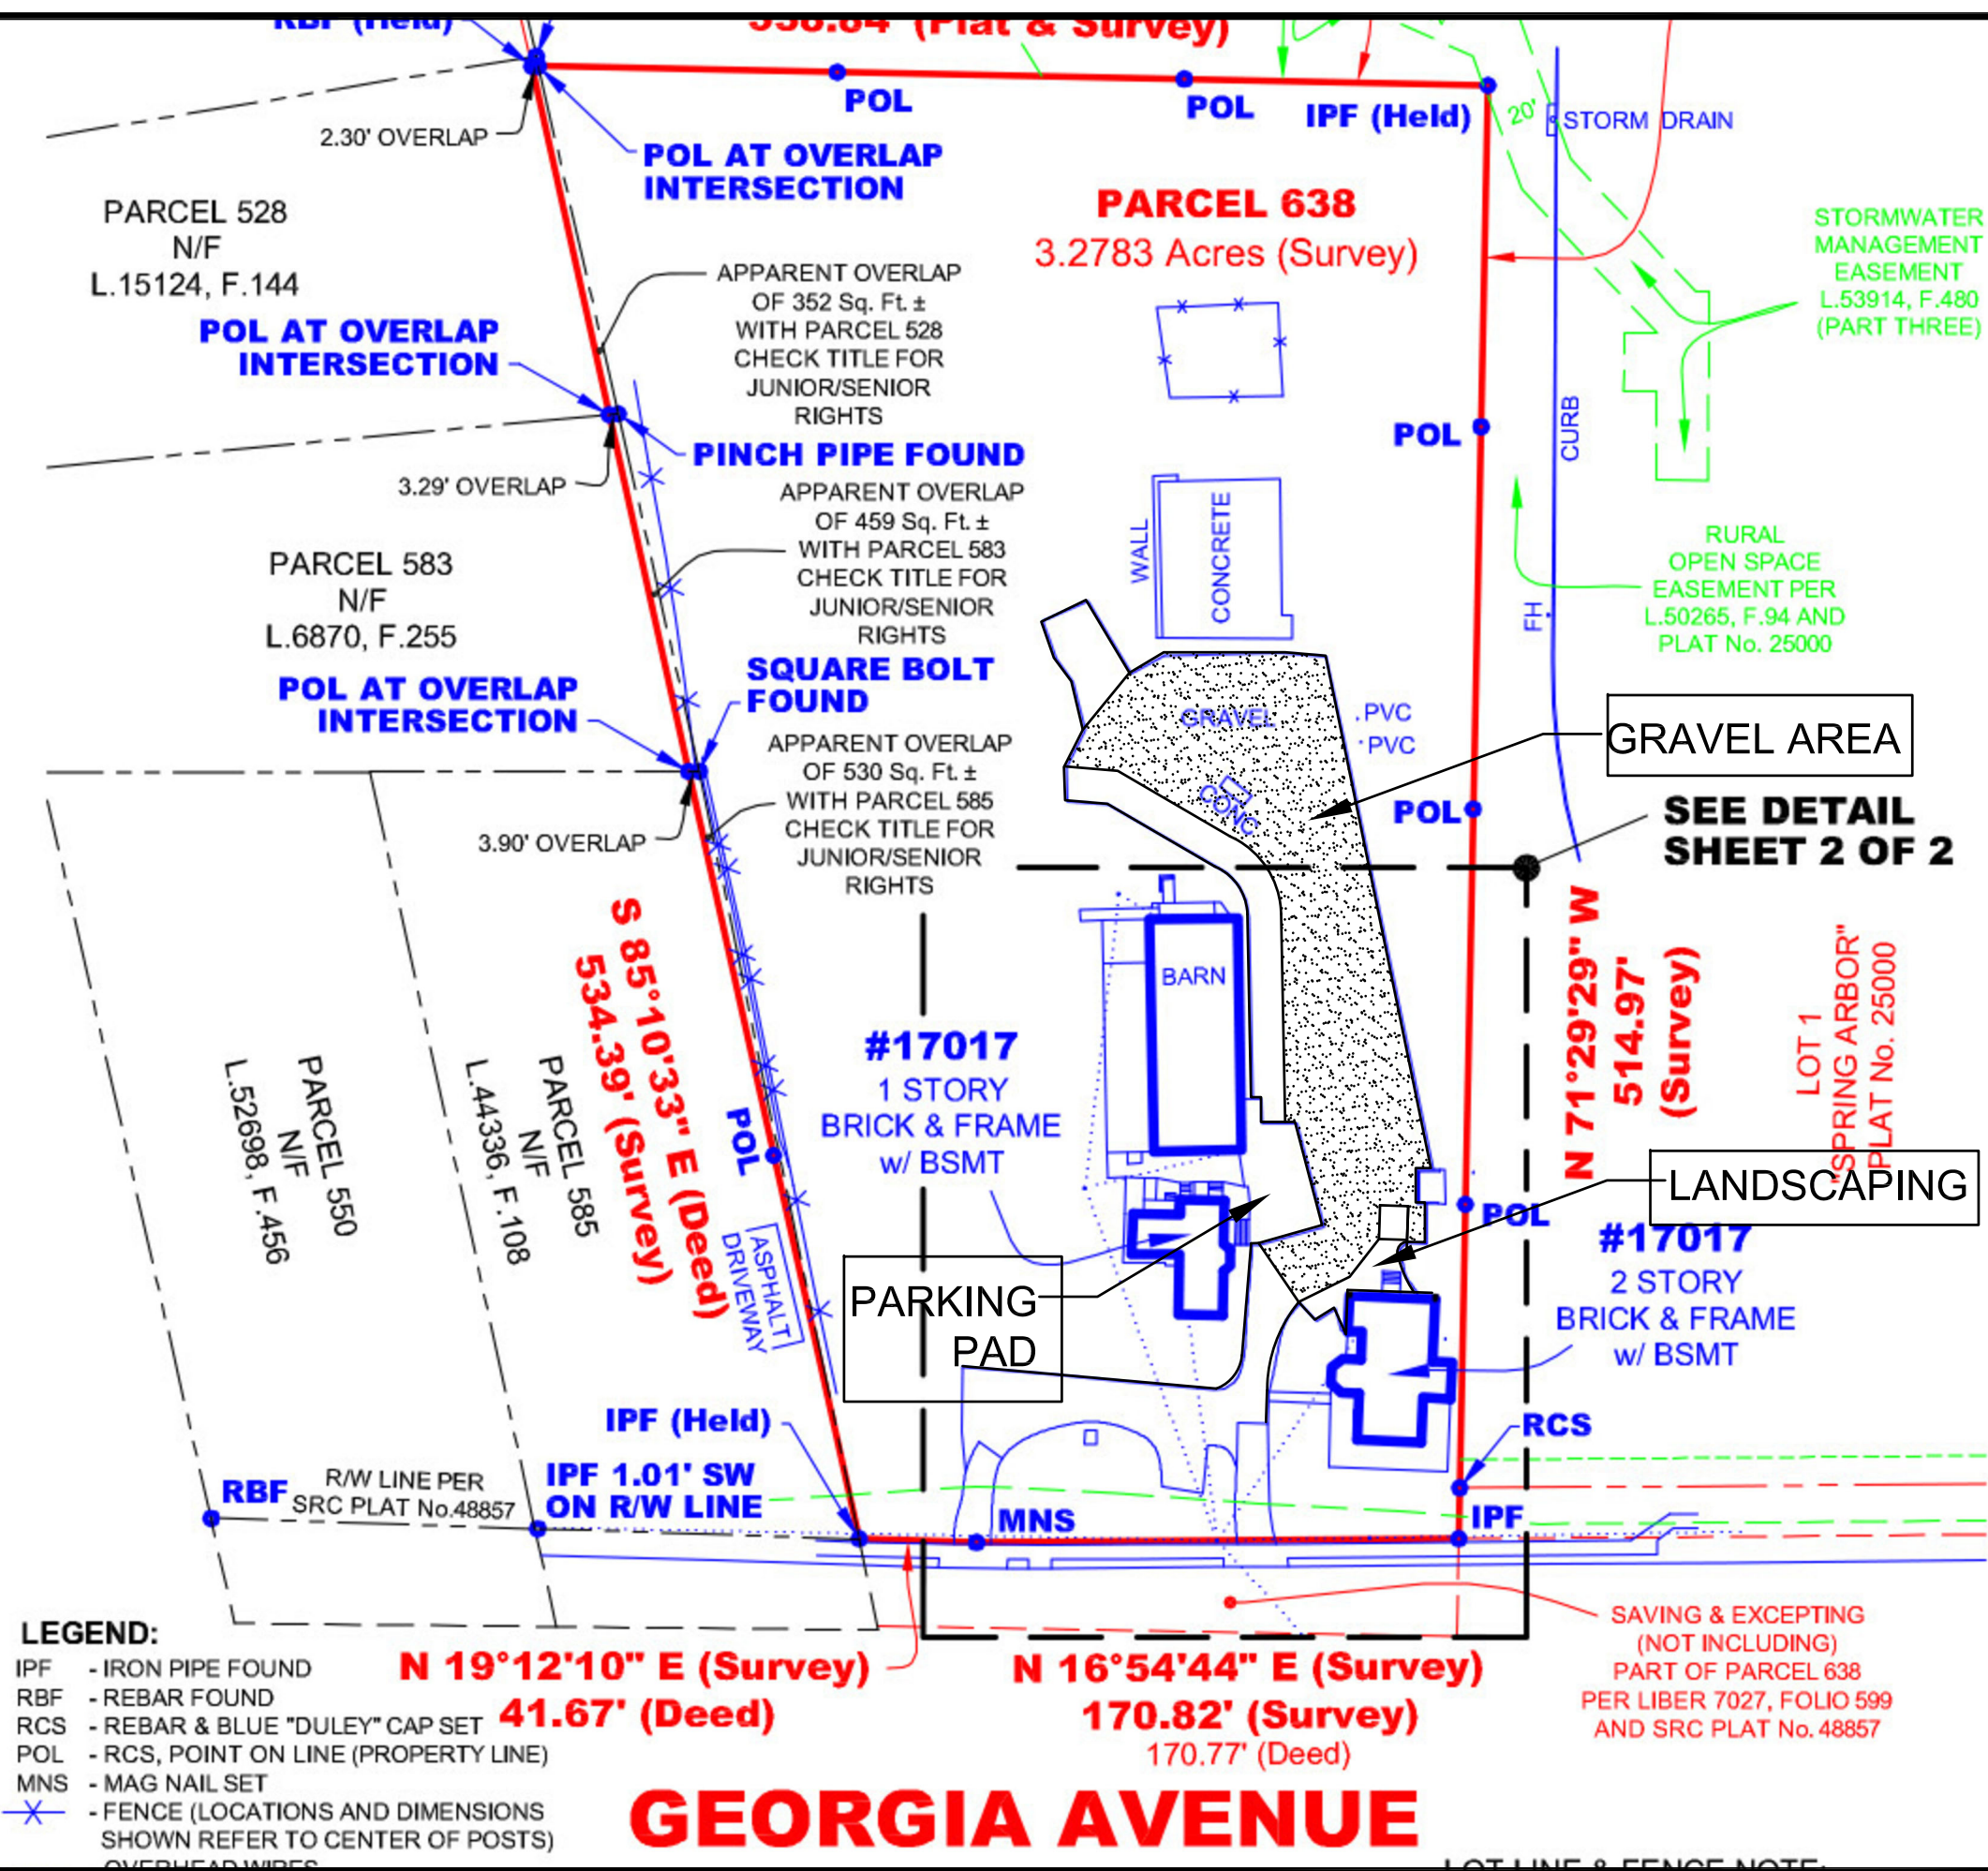 RBF (Held)
338.84' (Plat & Survey)
POL
POL
IPF (Held)
20'
STORM DRAIN
2.30' OVERLAP
POL AT OVERLAP
INTERSECTION
PARCEL 528
N/F
L.15124, F.144
PARCEL 638
3.2783 Acres (Survey)
STORMWATER
MANAGEMENT
EASEMENT
L.53914, F.480
(PART THREE)
APPARENT OVERLAP
OF 352 Sq. Ft. ±
WITH PARCEL 528
CHECK TITLE FOR
JUNIOR/SENIOR
RIGHTS
POL AT OVERLAP
INTERSECTION
PINCH PIPE FOUND
POL
CURB
3.29' OVERLAP
APPARENT OVERLAP
OF 459 Sq. Ft. ±
WITH PARCEL 583
CHECK TITLE FOR
JUNIOR/SENIOR
RIGHTS
WALL
CONCRETE
RURAL
OPEN SPACE
EASEMENT PER
L.50265, F.94 AND
PLAT No. 25000
FH
PARCEL 583
N/F
L.6870, F.255
SQUARE BOLT
FOUND
POL AT OVERLAP
INTERSECTION
GRAVEL
PVC
PVC
GRAVEL AREA
APPARENT OVERLAP
OF 530 Sq. Ft. ±
WITH PARCEL 585
CHECK TITLE FOR
JUNIOR/SENIOR
RIGHTS
CONC
POL
SEE DETAIL
SHEET 2 OF 2
3.90' OVERLAP
S 85°10'33" E (Deed)
534.39' (Survey)
BARN
N 71°29'29" W
514.97'
(Survey)
LOT 1
"SPRING ARBOR"
PLAT No. 25000
#17017
1 STORY
BRICK & FRAME
w/ BSMT
PARCEL 550
N/F
L.52698, F.456
PARCEL 585
N/F
L.44336, F.108
POL
ASPHALT
DRIVEWAY
LANDSCAPING
POL
#17017
2 STORY
BRICK & FRAME
w/ BSMT
PARKING
PAD
IPF (Held)
RCS
RBF
R/W LINE PER
SRC PLAT No.48857
IPF 1.01' SW
ON R/W LINE
MNS
IPF
SAVING & EXCEPTING
(NOT INCLUDING)
PART OF PARCEL 638
PER LIBER 7027, FOLIO 599
AND SRC PLAT No. 48857
N 19°12'10" E (Survey)
41.67' (Deed)
N 16°54'44" E (Survey)
170.82' (Survey)
170.77' (Deed)
LEGEND:
IPF - IRON PIPE FOUND
RBF - REBAR FOUND
RCS - REBAR & BLUE "DULEY" CAP SET
POL - RCS, POINT ON LINE (PROPERTY LINE)
MNS - MAG NAIL SET
- FENCE (LOCATIONS AND DIMENSIONS
SHOWN REFER TO CENTER OF POSTS)
OVERHEAD WIRES
GEORGIA AVENUE
LOT LINE & FENCE NOTE: